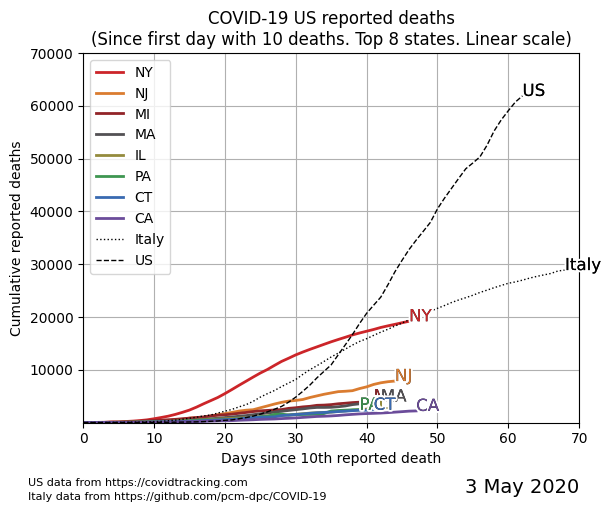 COVID-19 US reported deaths
(Since first day with 10 deaths. Top 8 states. Linear scale)
70000
60000
50000
40000
30000
20000
10000
Cumulative reported deaths
NY
NJ
MI
MA
IL
PA
CT
CA
Italy
US
US
Italy
NY
NJ
MA
CT
CA
0
10
20
30
40
50
60
70
Days since 10th reported death
US data from https://covidtracking.com
Italy data from https://github.com/pcm-dpc/COVID-19
3 May 2020